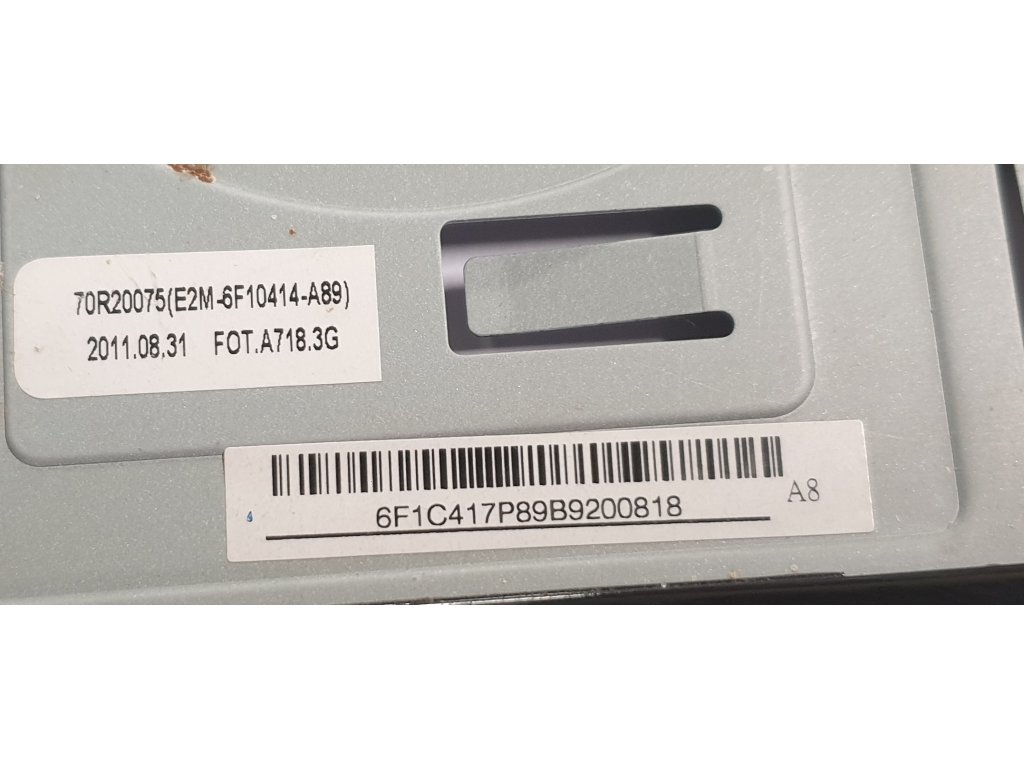 70R20075(E2M-6F10414-A89)
2011.08.31 FOT.A718.3G
6F1C417P89B9200818
A8